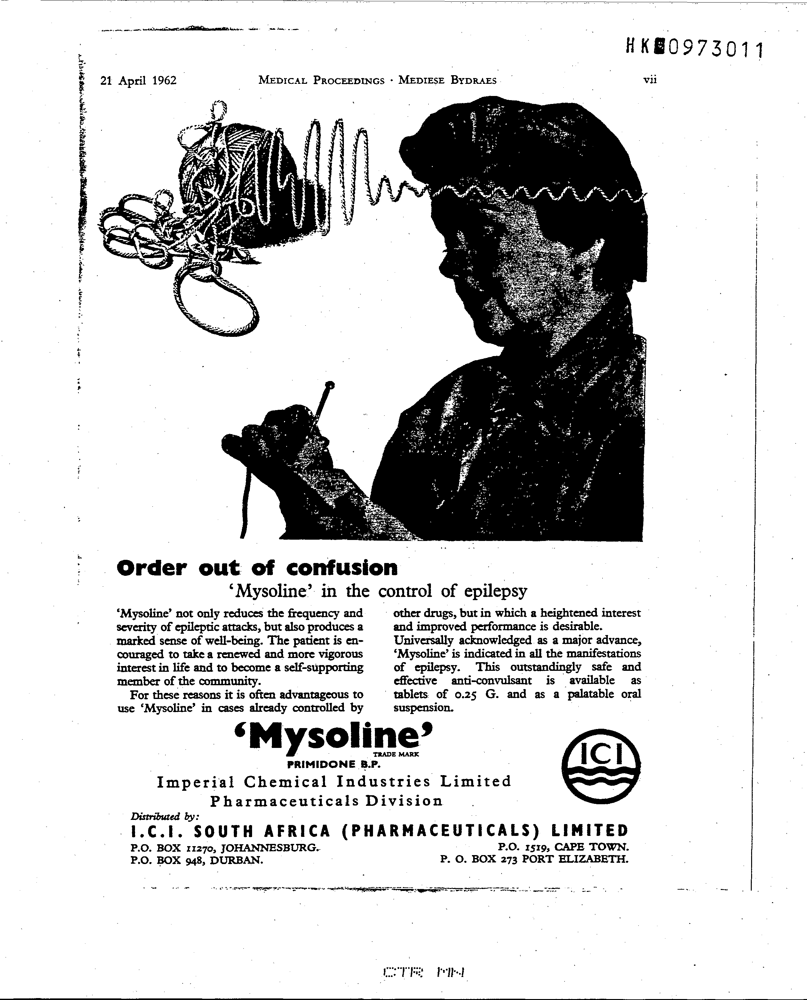 HK 0973011
21 April 1962
MEDICAL PROCEEDINGS · MEDIESE BYDRAES
vii
Order out of confusion
'Mysoline' in the control of epilepsy
'Mysoline' not only reduces the frequency and
severity of epileptic attacks, but also produces a
marked sense of well-being. The patient is en-
couraged to take a renewed and more vigorous
interest in life and to become a self-supporting
member of the community.
For these reasons it is often advantageous to
use 'Mysoline' in cases already controlled by
other drugs, but in which a heightened interest
and improved performance is desirable.
Universally acknowledged as a major advance,
'Mysoline' is indicated in all the manifestations
of epilepsy. This outstandingly safe and
effective anti-convulsant is available as
tablets of 0.25 G. and as a palatable oral
suspension.
'Mysoline'
TRADE MARK
PRIMIDONE B.P.
ICI
Imperial Chemical Industries Limited
Pharmaceuticals Division
Distributed by:
I.C.I. SOUTH AFRICA (PHARMACEUTICALS) LIMITED
P.O. BOX 11270, JOHANNESBURG.
P.O. 1519, CAPE TOWN.
P.O. BOX 948, DURBAN.
P. O. BOX 273 PORT ELIZABETH.
CTR MN